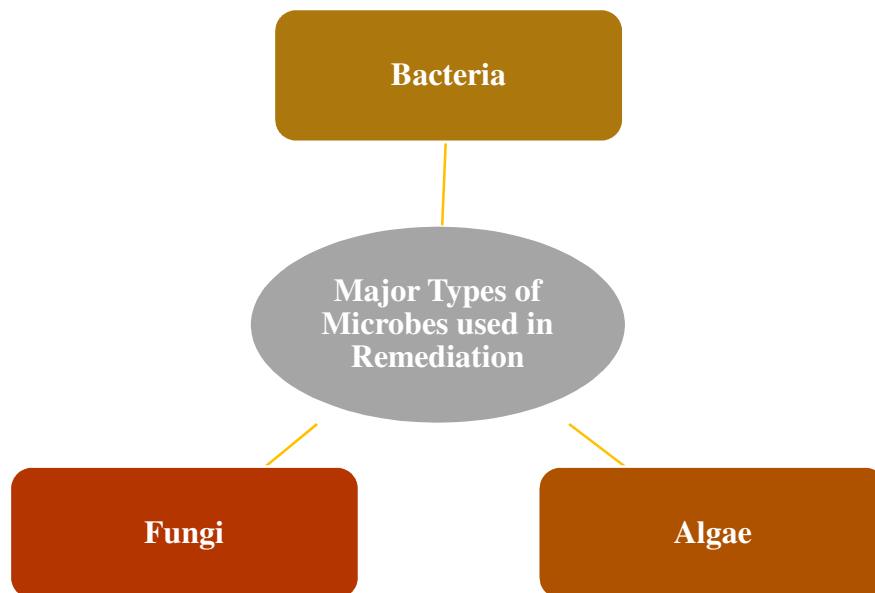 Bacteria
Major Types of
Microbes used in
Remediation
Fungi
Algae